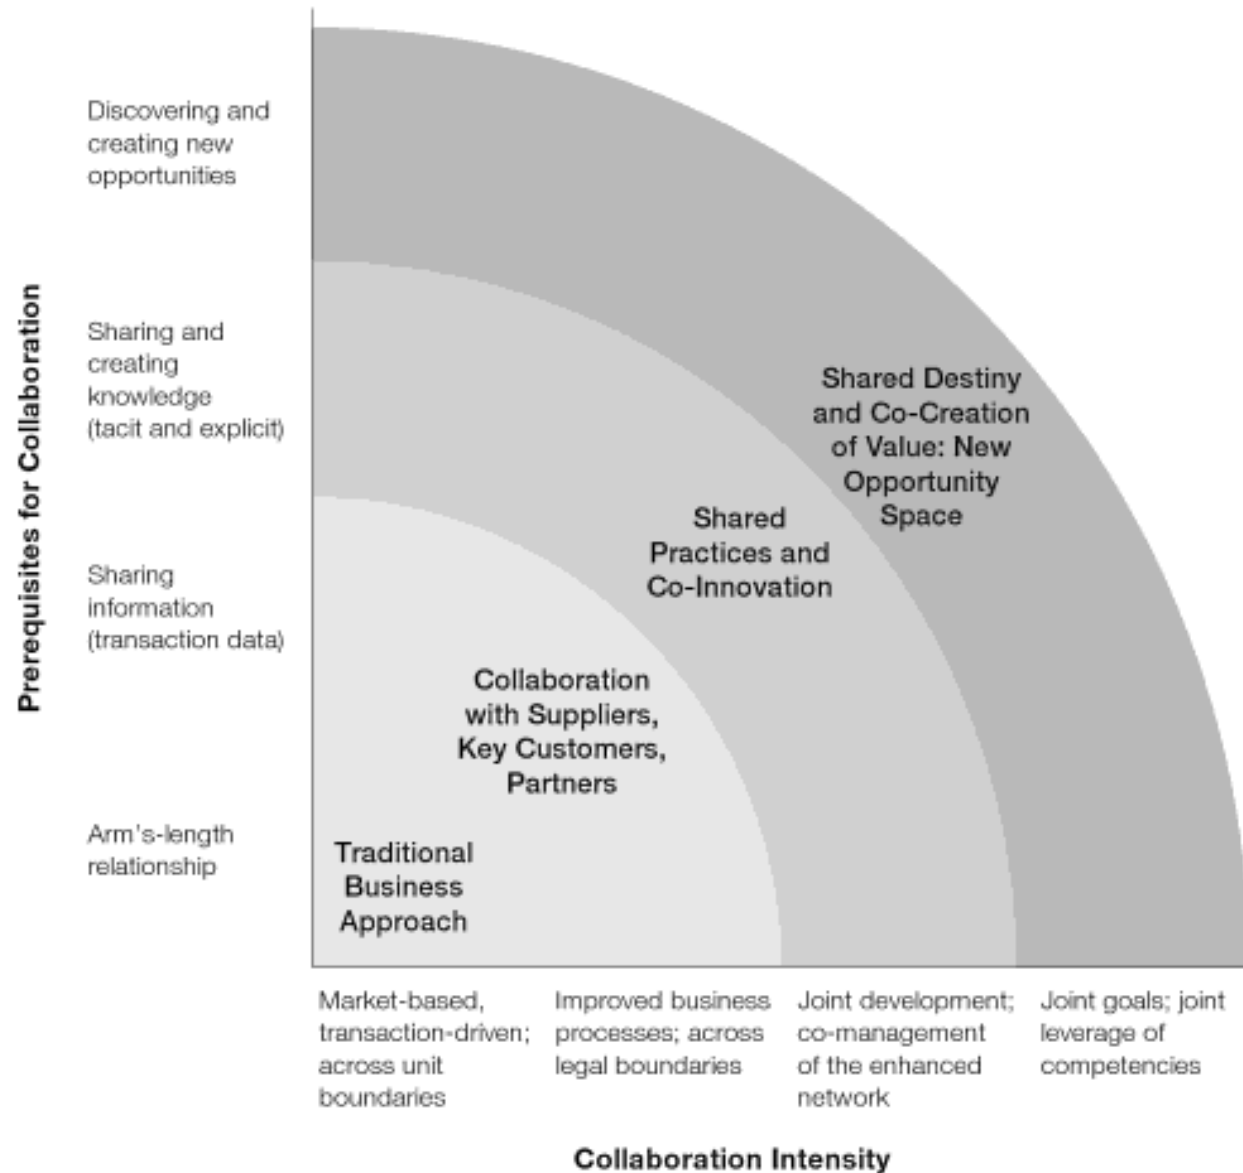 Prerequisites for Collaboration
Discovering and
creating new
opportunities
Sharing and
creating
knowledge
(tacit and explicit)
Sharing
information
(transaction data)
Arm's-length
relationship
Shared Destiny
and Co-Creation
of Value: New
Opportunity
Space
Shared
Practices and
Co-Innovation
Collaboration
with Suppliers,
Key Customers,
Partners
Traditional
Business
Approach
Market-based,
transaction-driven;
across unit
boundaries
Improved business
processes; across
legal boundaries
Joint development;
co-management
of the enhanced
network
Joint goals; joint
leverage of
competencies
Collaboration Intensity